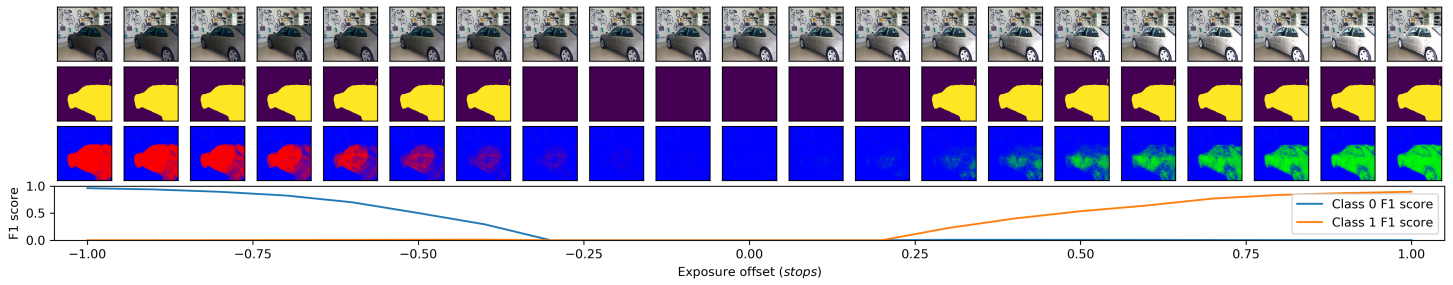 F1 score
1.0
0.5
0.0
Class 0 F1 score
Class 1 F1 score
−1.00 −0.75 −0.50 −0.25 0.00 0.25 0.50 0.75 1.00
Exposure offset (stops)